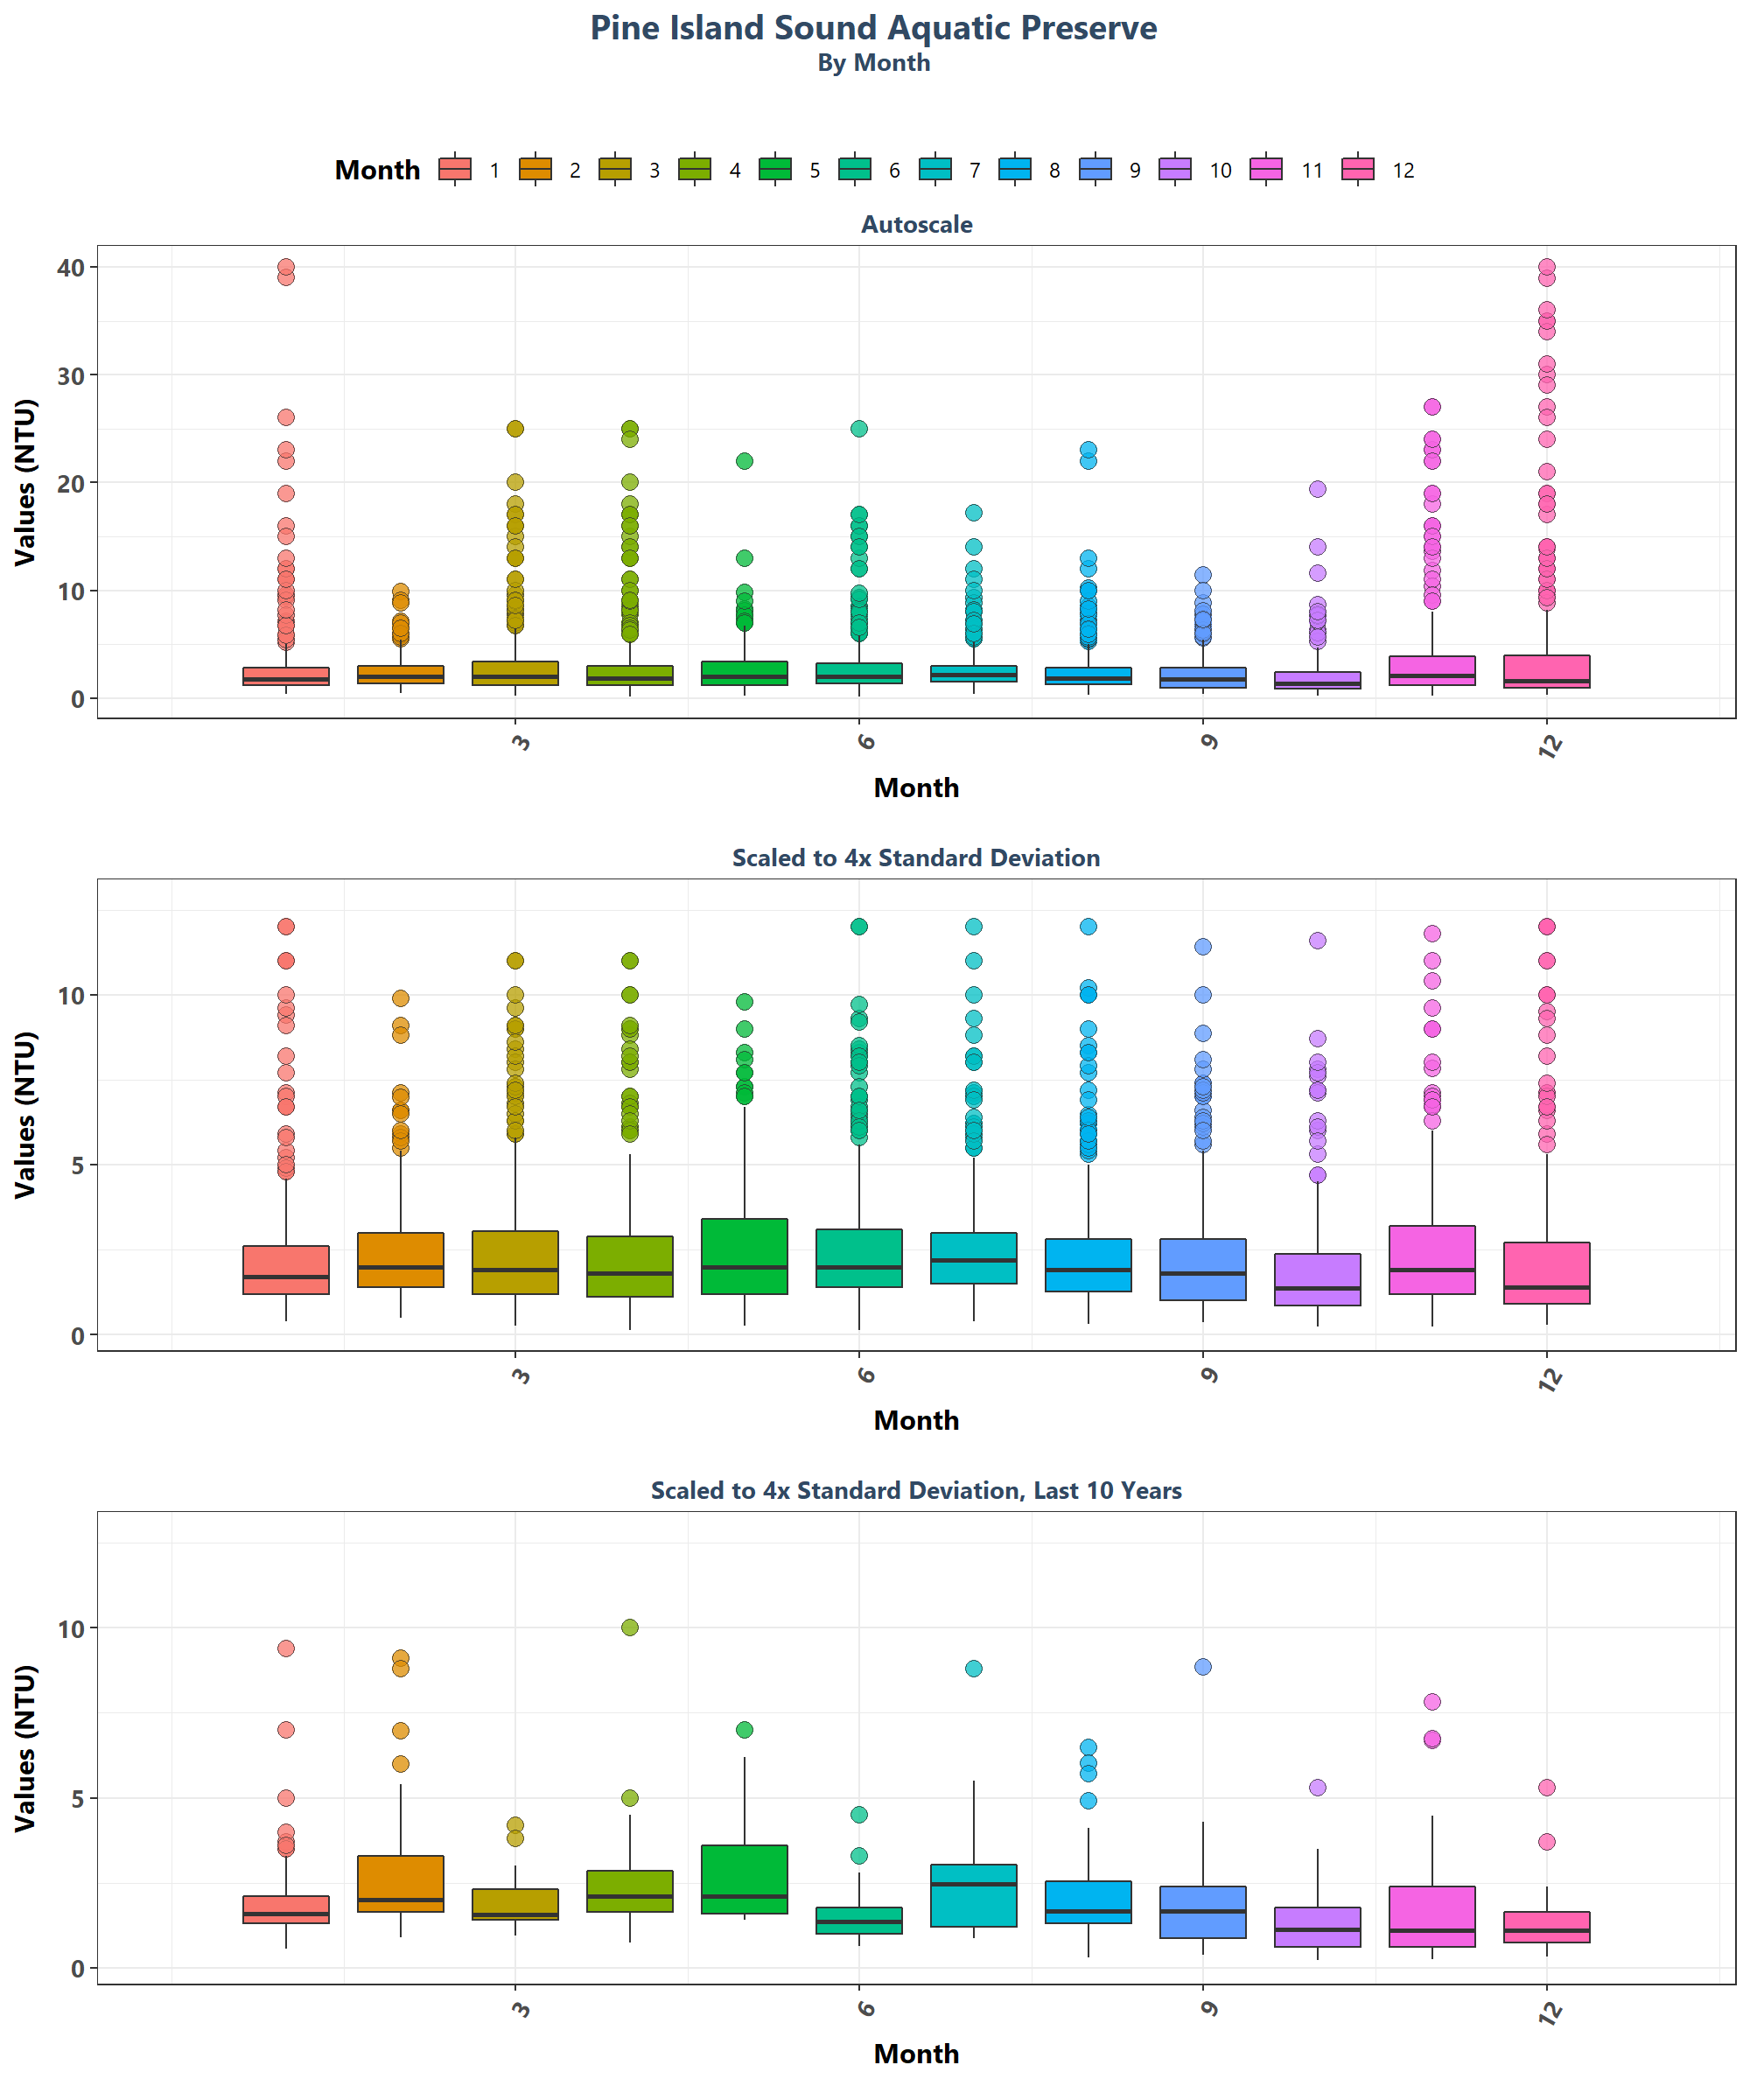 Pine Island Sound Aquatic Preserve
By Month
Month 1 2 3 4 5 6 7 8 9 10 11 12
Autoscale
Values (NTU)
40
30
20
10
0
3 6 9 12
Month
Scaled to 4x Standard Deviation
Values (NTU)
10
5
0
3 6 9 12
Month
Scaled to 4x Standard Deviation, Last 10 Years
Values (NTU)
10
5
0
3 6 9 12
Month